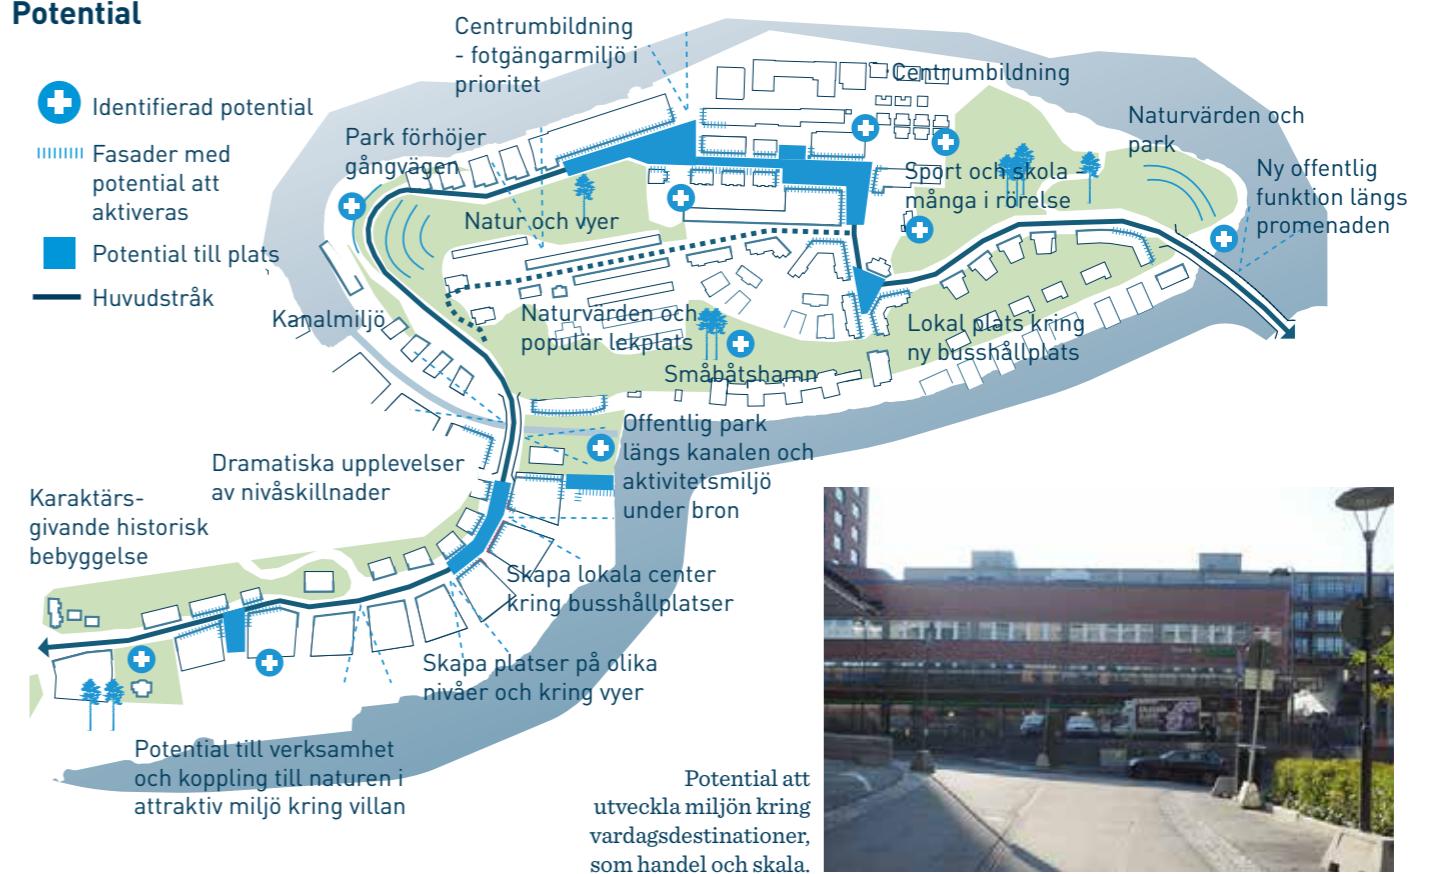 Potential
Identifierad potential
Fasader med
potential att
aktiveras
Potential till plats
Huvudstråk
Centrumbildning
- fotgängarmiljö i
prioritet
Park förhöjer
gångvägen
Centrumbildning
Naturvärden och
park
Ny offentlig
funktion längs
promenaden
Sport och skola -
många i rörelse
Natur och vyer
Kanalmiljö
Naturvärden och
populär lekplats
Småbåtshamn
Lokal plats kring
ny busshållplats
Offentlig park
längs kanalen och
aktivitetsmiljö
under bron
Dramatiska upplevelser
av nivåskillnader
Karaktärs-
givande historisk
bebyggelse
Skapa lokala center
kring busshållplatser
Skapa platser på olika
nivåer och kring vyer
Potential till verksamhet
och koppling till naturen i
attraktiv miljö kring villan
Potential att
utveckla miljön kring
vardagsdestinationer,
som handel och skala.